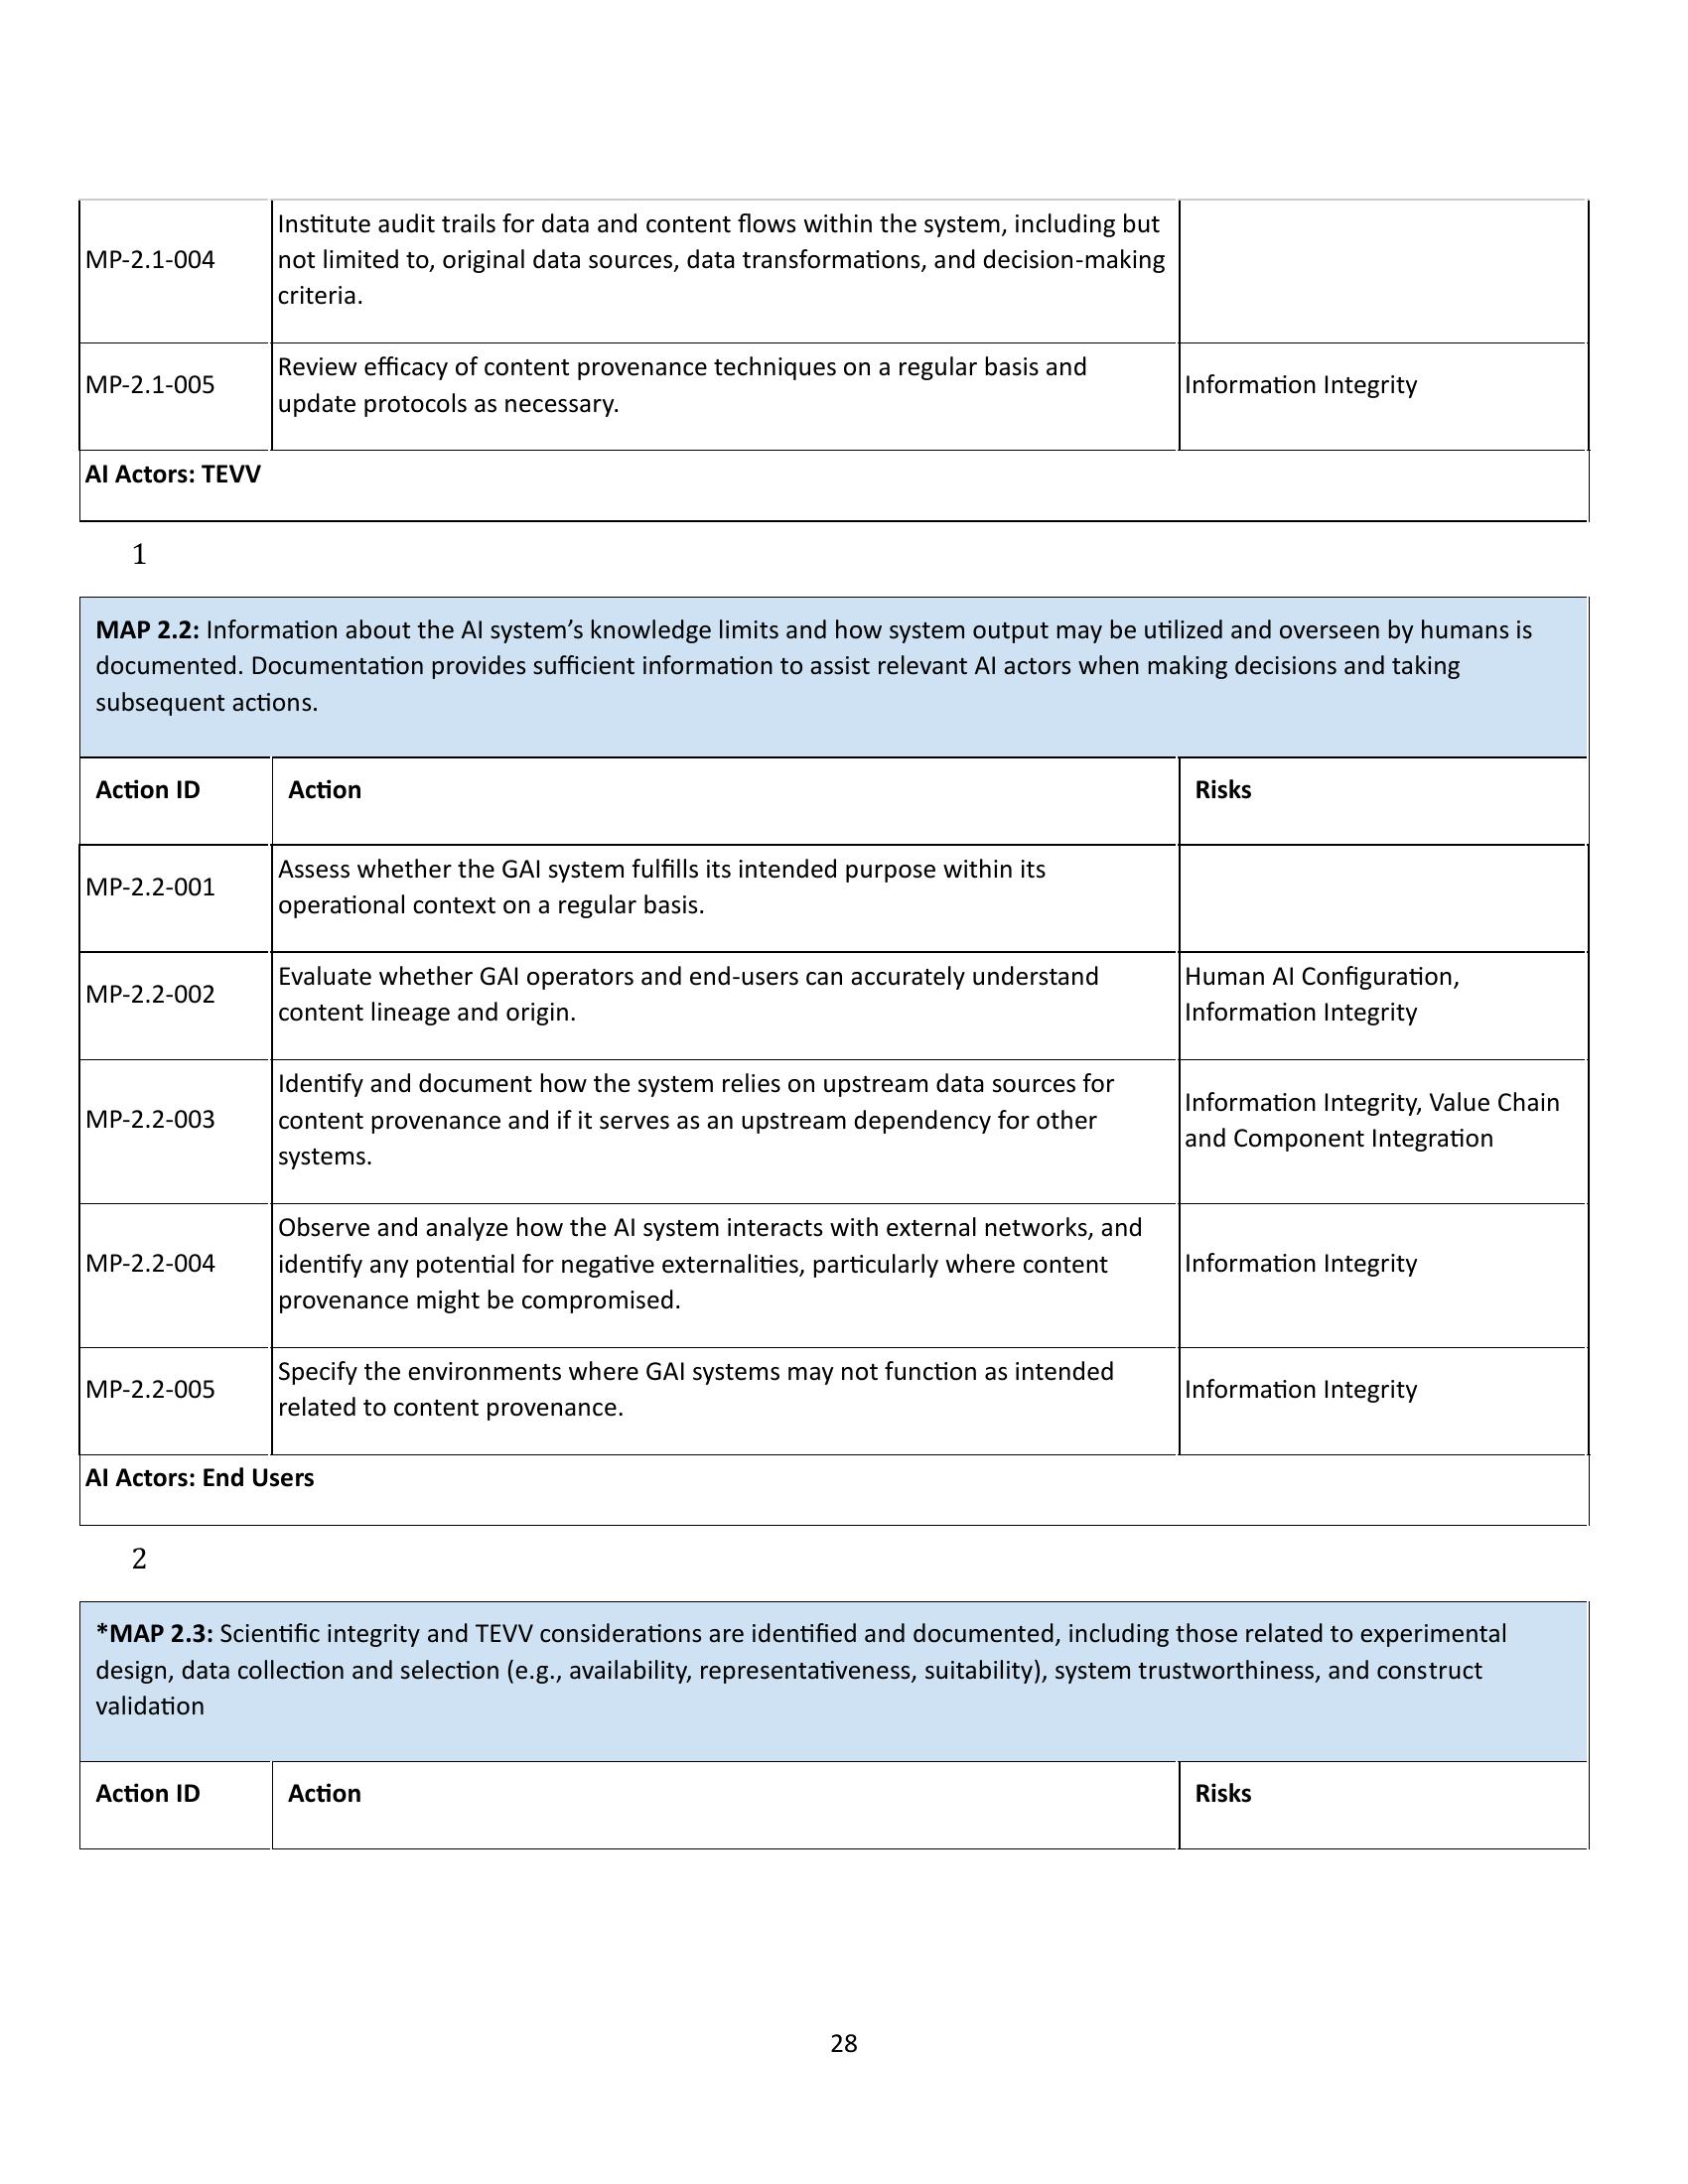 Institute audit trails for data and content flows within the system, including but
MP-2.1-004
not limited to, original data sources, data transformations, and decision-making
criteria.
Review efficacy of content provenance techniques on a regular basis and
MP-2.1-005
update protocols as necessary.
Information Integrity
AI Actors: TEVV
1
MAP 2.2: Information about the AI system’s knowledge limits and how system output may be utilized and overseen by humans is
documented. Documentation provides sufficient information to assist relevant AI actors when making decisions and taking
subsequent actions.
Action ID
Action
Risks
MP-2.2-001
Assess whether the GAI system fulfills its intended purpose within its
operational context on a regular basis.
MP-2.2-002
Evaluate whether GAI operators and end-users can accurately understand
content lineage and origin.
Human AI Configuration,
Information Integrity
MP-2.2-003
Identify and document how the system relies on upstream data sources for
content provenance and if it serves as an upstream dependency for other
systems.
Information Integrity, Value Chain
and Component Integration
MP-2.2-004
Observe and analyze how the AI system interacts with external networks, and
identify any potential for negative externalities, particularly where content
provenance might be compromised.
Information Integrity
MP-2.2-005
Specify the environments where GAI systems may not function as intended
related to content provenance.
Information Integrity
AI Actors: End Users
2
*MAP 2.3: Scientific integrity and TEVV considerations are identified and documented, including those related to experimental
design, data collection and selection (e.g., availability, representativeness, suitability), system trustworthiness, and construct
validation
Action ID
Action
Risks
28